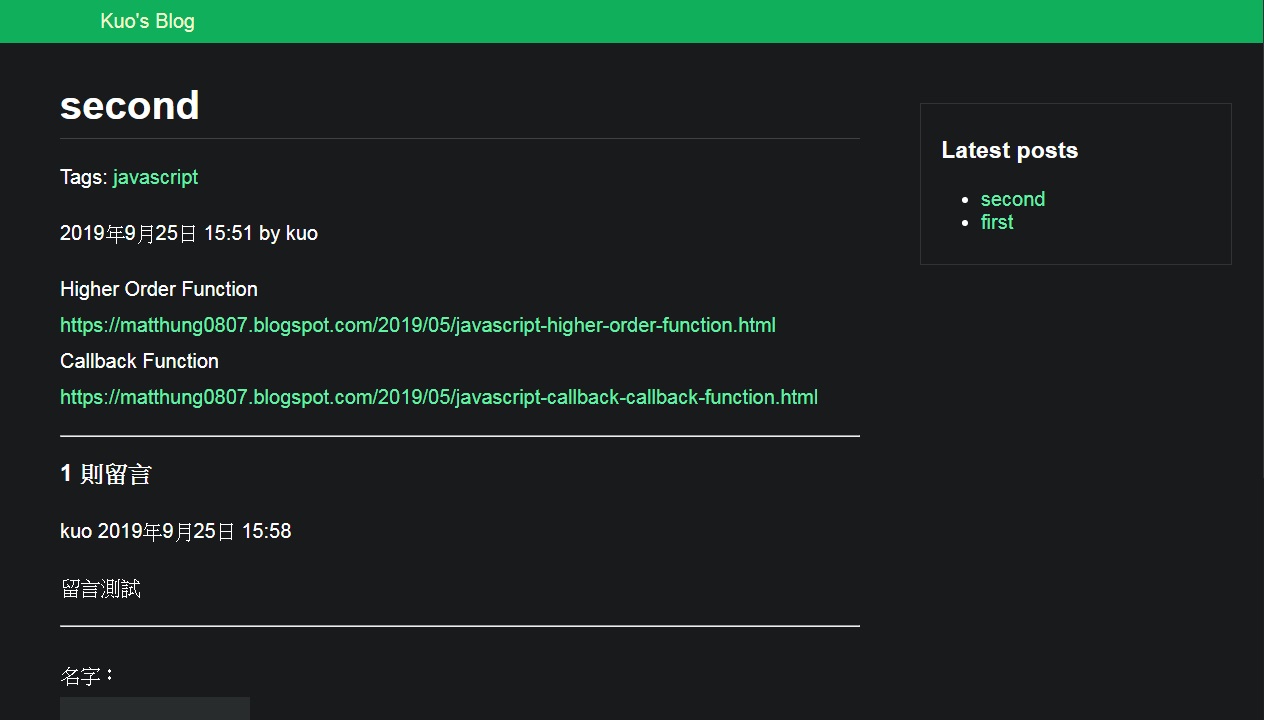 Kuo's Blog
second
Tags: javascript
2019年9月25日 15:51 by kuo
Higher Order Function
https://matthung0807.blogspot.com/2019/05/javascript-higher-order-function.html
Callback Function
https://matthung0807.blogspot.com/2019/05/javascript-callback-callback-function.html
1 則留言
kuo 2019年9月25日 15:58
留言測試
名字：
Latest posts
second
first